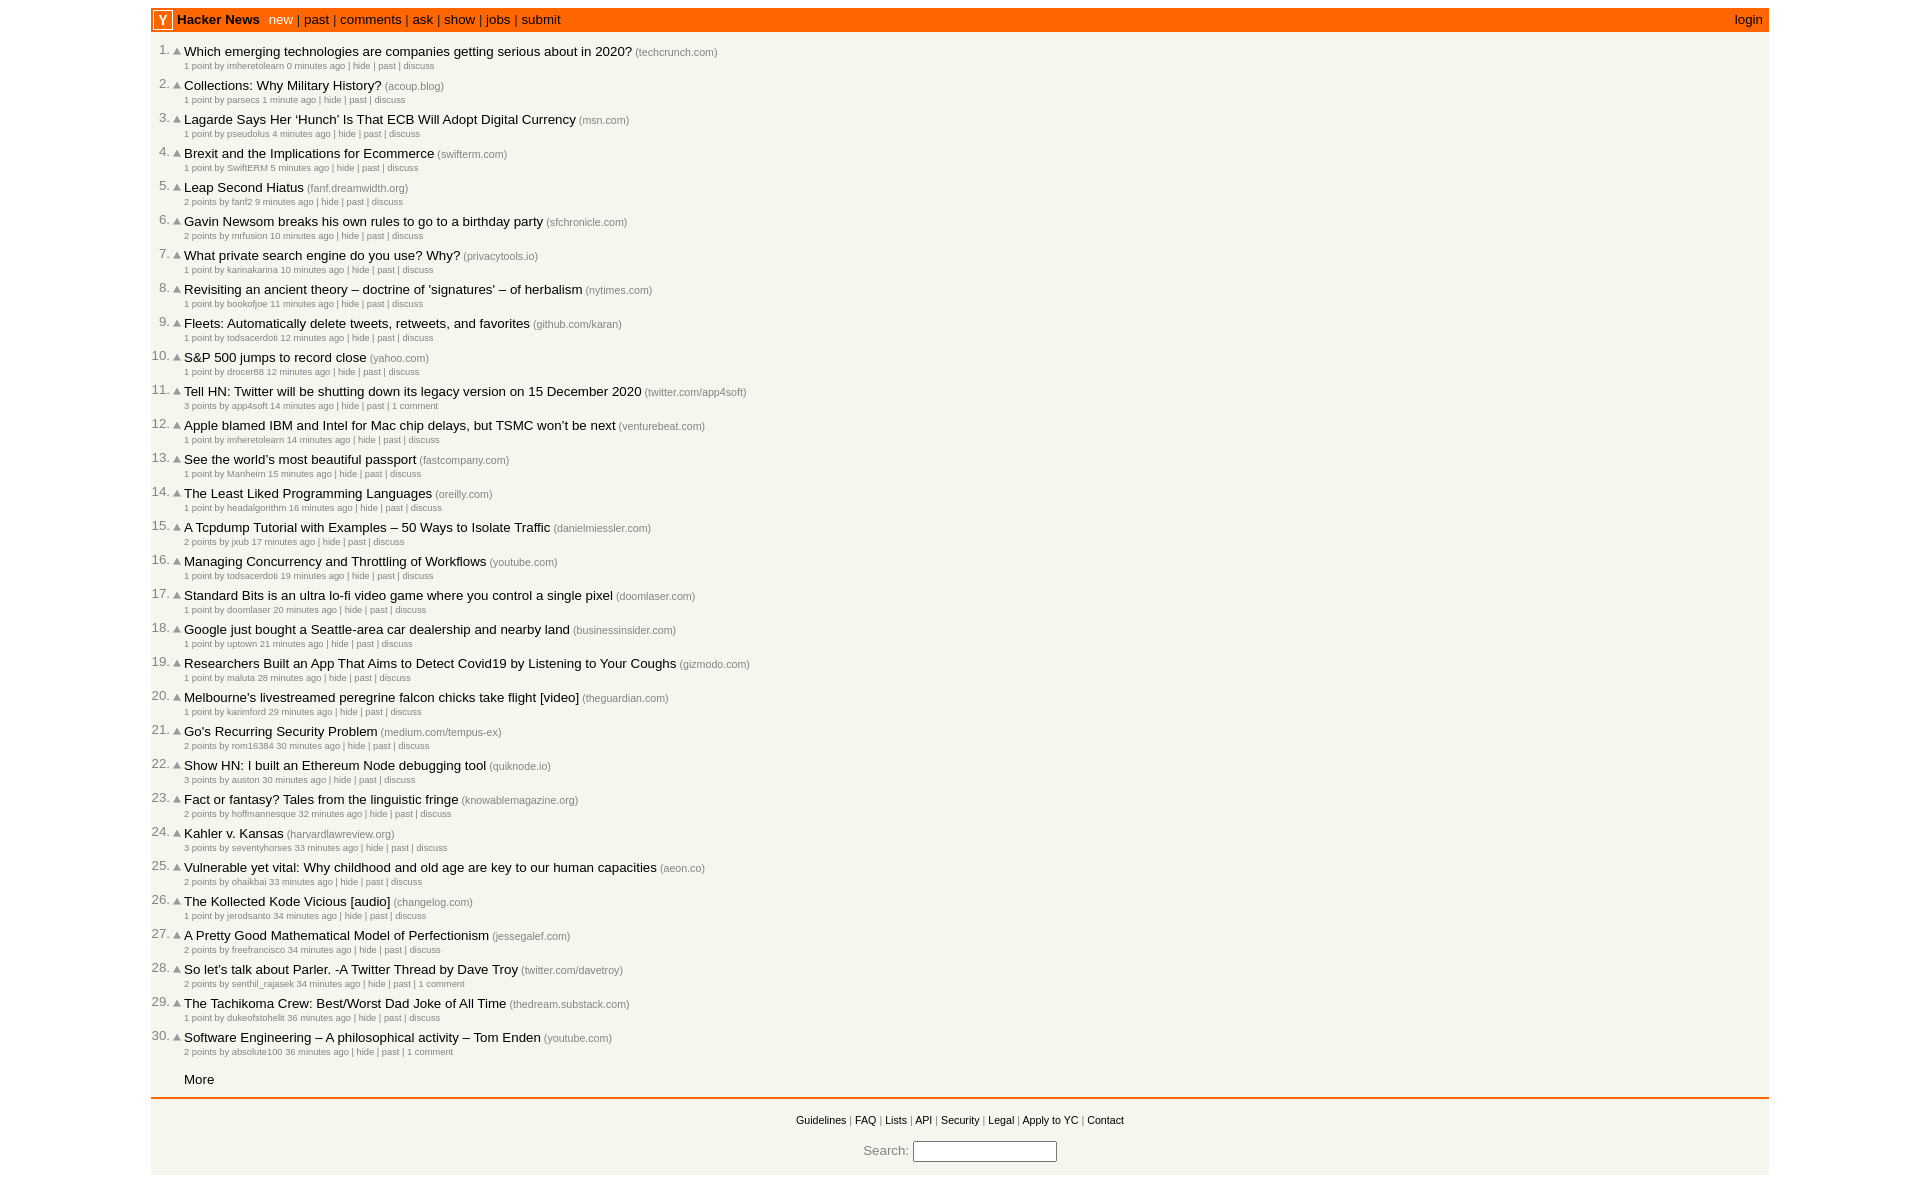 Y Hacker News new | past | comments | ask | show | jobs | submit login
1. Which emerging technologies are companies getting serious about in 2020? (techcrunch.com)
1 point by imheretolearn 0 minutes ago | hide | past | discuss
2. Collections: Why Military History? (acoup.blog)
1 point by parsecs 1 minute ago | hide | past | discuss
3. Lagarde Says Her ‘Hunch’ Is That ECB Will Adopt Digital Currency (msn.com)
1 point by pseudolus 4 minutes ago | hide | past | discuss
4. Brexit and the Implications for Ecommerce (swifterm.com)
1 point by SwiftERM 5 minutes ago | hide | past | discuss
5. Leap Second Hiatus (fanf.dreamwidth.org)
2 points by fanf2 9 minutes ago | hide | past | discuss
6. Gavin Newsom breaks his own rules to go to a birthday party (sfchronicle.com)
2 points by mrfusion 10 minutes ago | hide | past | discuss
7. What private search engine do you use? Why? (privacytools.io)
1 point by karinakarina 10 minutes ago | hide | past | discuss
8. Revisiting an ancient theory – doctrine of 'signatures' – of herbalism (nytimes.com)
1 point by bookofjoe 11 minutes ago | hide | past | discuss
9. Fleets: Automatically delete tweets, retweets, and favorites (github.com/karan)
1 point by todsacerdoti 12 minutes ago | hide | past | discuss
10. S&P 500 jumps to record close (yahoo.com)
1 point by drocer88 12 minutes ago | hide | past | discuss
11. Tell HN: Twitter will be shutting down its legacy version on 15 December 2020 (twitter.com/app4soft)
3 points by app4soft 14 minutes ago | hide | past | 1 comment
12. Apple blamed IBM and Intel for Mac chip delays, but TSMC won’t be next (venturebeat.com)
1 point by imheretolearn 14 minutes ago | hide | past | discuss
13. See the world’s most beautiful passport (fastcompany.com)
1 point by Manheim 15 minutes ago | hide | past | discuss
14. The Least Liked Programming Languages (oreilly.com)
1 point by headalgorithm 16 minutes ago | hide | past | discuss
15. A Tcpdump Tutorial with Examples – 50 Ways to Isolate Traffic (danielmiessler.com)
2 points by jxub 17 minutes ago | hide | past | discuss
16. Managing Concurrency and Throttling of Workflows (youtube.com)
1 point by todsacerdoti 19 minutes ago | hide | past | discuss
17. Standard Bits is an ultra lo-fi video game where you control a single pixel (doomlaser.com)
1 point by doomlaser 20 minutes ago | hide | past | discuss
18. Google just bought a Seattle-area car dealership and nearby land (businessinsider.com)
1 point by uptown 21 minutes ago | hide | past | discuss
19. Researchers Built an App That Aims to Detect Covid19 by Listening to Your Coughs (gizmodo.com)
1 point by maluta 28 minutes ago | hide | past | discuss
20. Melbourne's livestreamed peregrine falcon chicks take flight [video] (theguardian.com)
1 point by karimford 29 minutes ago | hide | past | discuss
21. Go's Recurring Security Problem (medium.com/tempus-ex)
2 points by rom16384 30 minutes ago | hide | past | discuss
22. Show HN: I built an Ethereum Node debugging tool (quiknode.io)
3 points by auston 30 minutes ago | hide | past | discuss
23. Fact or fantasy? Tales from the linguistic fringe (knowablemagazine.org)
2 points by hoffmannesque 32 minutes ago | hide | past | discuss
24. Kahler v. Kansas (harvardlawreview.org)
3 points by seventyhorses 33 minutes ago | hide | past | discuss
25. Vulnerable yet vital: Why childhood and old age are key to our human capacities (aeon.co)
2 points by ohaikbai 33 minutes ago | hide | past | discuss
26. The Kollected Kode Vicious [audio] (changelog.com)
1 point by jerodsanto 34 minutes ago | hide | past | discuss
27. A Pretty Good Mathematical Model of Perfectionism (jessegalef.com)
2 points by freefrancisco 34 minutes ago | hide | past | discuss
28. So let’s talk about Parler. -A Twitter Thread by Dave Troy (twitter.com/davetroy)
2 points by senthil_rajasek 34 minutes ago | hide | past | 1 comment
29. The Tachikoma Crew: Best/Worst Dad Joke of All Time (thedream.substack.com)
1 point by dukeofstohelit 36 minutes ago | hide | past | discuss
30. Software Engineering – A philosophical activity – Tom Enden (youtube.com)
2 points by absolute100 36 minutes ago | hide | past | 1 comment
More
Guidelines | FAQ | Lists | API | Security | Legal | Apply to YC | Contact
Search: